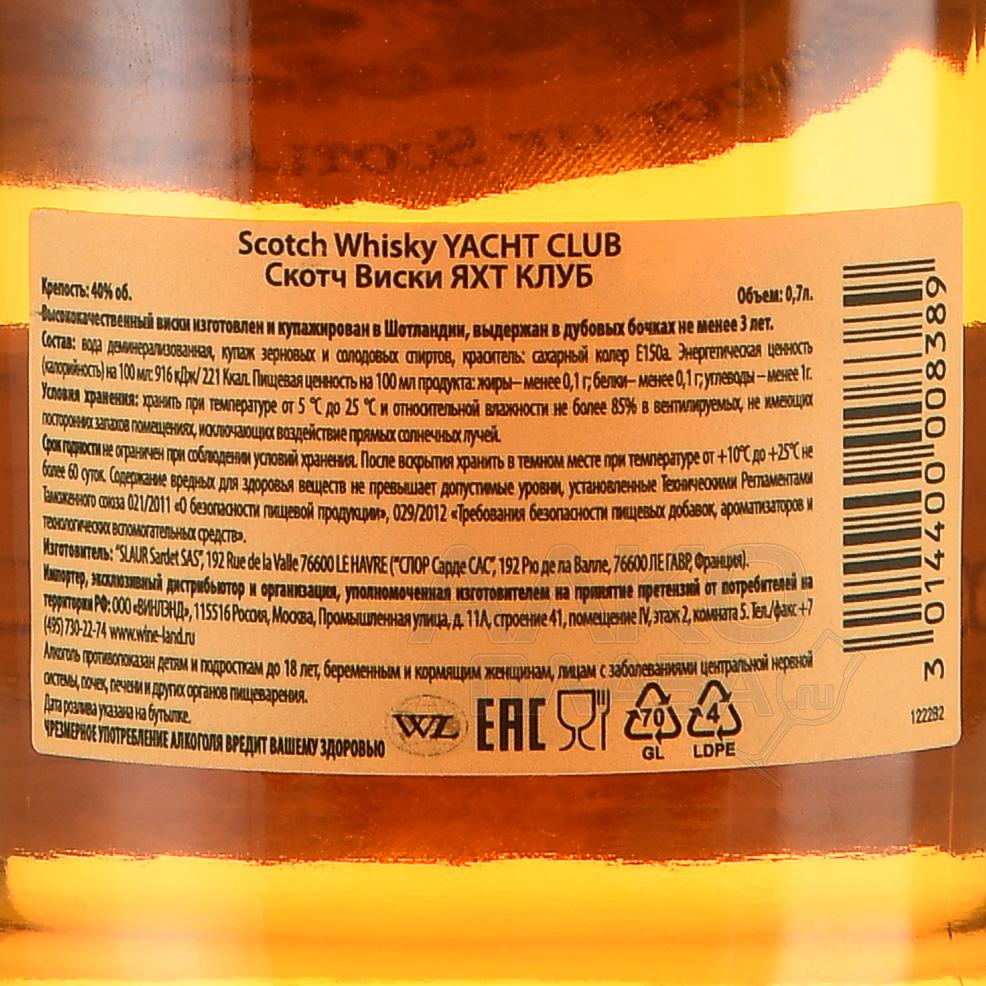 Scotch Whisky YACHT CLUB
Скотч Виски ЯХТ КЛУБ
Крепость: 40% об.
Объем: 0,7л.
Высококачественный виски изготовлен и купажирован в Шотландии, выдержан в дубовых бочках не менее 3 лет.
Состав: вода деминерализованная, купаж зерновых и солодовых спиртов, краситель: сахарный колер Е150а. Энергетическая ценность
(калорийность) на 100 мл: 916 кДж/ 221 Ккал. Пищевая ценность на 100 мл продукта: жиры– менее 0,1 г; белки– менее 0,1 г; углеводы – менее 1г.
Условия хранения: хранить при температуре от 5 °C до 25 °C и относительной влажности не более 85% в вентилируемых, не имеющих
посторонних запахов помещениях, исключающих воздействие прямых солнечных лучей.
Срок годности не ограничен при соблюдении условий хранения. После вскрытия хранить в темном месте при температуре от +10°C до +25°C не
более 60 суток. Содержание вредных для здоровья веществ не превышает допустимые уровни, установленные Техническими Регламентами
Таможенного союза 021/2011 «О безопасности пищевой продукции», 029/2012 «Требования безопасности пищевых добавок, ароматизаторов и
технологических вспомогательных средств».
Изготовитель: "SLAUR Sardet SAS", 192 Rue de la Valle 76600 LE HAVRE ("СЛОР Сарде САС", 192 Рю де ла Валле, 76600 ЛЕ ГАВР, Франция).
Импортер, эксклюзивный дистрибьютор и организация, уполномоченная изготовителем на принятие претензий от потребителей на
территории РФ: ООО «ВИНЛЭНД», 115516 Россия, Москва, Промышленная улица, д. 11А, строение 41, помещение IV, этаж 2, комната 5. Тел./факс +7
(495) 730-22-74 www.wine-land.ru
Алкоголь противопоказан детям и подросткам до 18 лет, беременным и кормящим женщинам, лицам с заболеваниями центральной нервной
системы, почек, печени и других органов пищеварения.
Дата розлива указана на бутылке.
ЧРЕЗМЕРНОЕ УПОТРЕБЛЕНИЕ АЛКОГОЛЯ ВРЕДИТ ВАШЕМУ ЗДОРОВЬЮ
WZ
EAC
70
GL
4
LDPE
122282
3 014400 008389
АЛКО
ПЛАЗА.ru